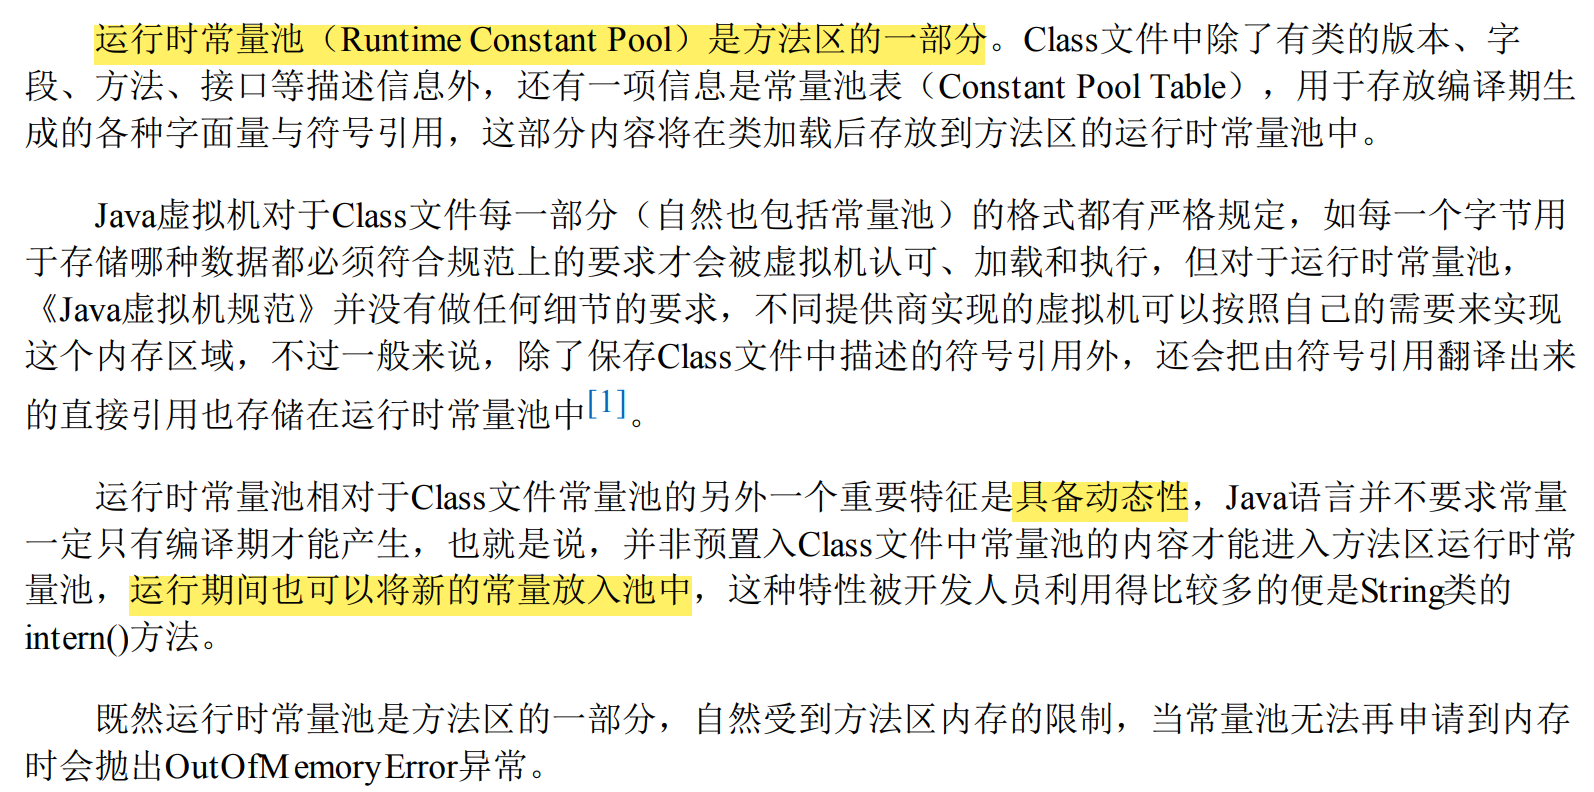 运行时常量池（Runtime Constant Pool）是方法区的一部分。Class文件中除了有类的版本、字
段、方法、接口等描述信息外，还有一项信息是常量池表（Constant Pool Table），用于存放编译期生
成的各种字面量与符号引用，这部分内容将在类加载后存放到方法区的运行时常量池中。
Java虚拟机对于Class文件每一部分（自然也包括常量池）的格式都有严格规定，如每一个字节用
于存储哪种数据都必须符合规范上的要求才会被虚拟机认可、加载和执行，但对于运行时常量池，
《Java虚拟机规范》并没有做任何细节的要求，不同提供商实现的虚拟机可以按照自己的需要来实现
这个内存区域，不过一般来说，除了保存Class文件中描述的符号引用外，还会把由符号引用翻译出来
的直接引用也存储在运行时常量池中[1]。
运行时常量池相对于Class文件常量池的另外一个重要特征是具备动态性，Java语言并不要求常量
一定只有编译期才能产生，也就是说，并非预置入Class文件中常量池的内容才能进入方法区运行时常
量池，运行期间也可以将新的常量放入池中，这种特性被开发人员利用得比较多的便是String类的
intern()方法。
既然运行时常量池是方法区的一部分，自然受到方法区内存的限制，当常量池无法再申请到内存
时会抛出OutOfMemoryError异常。